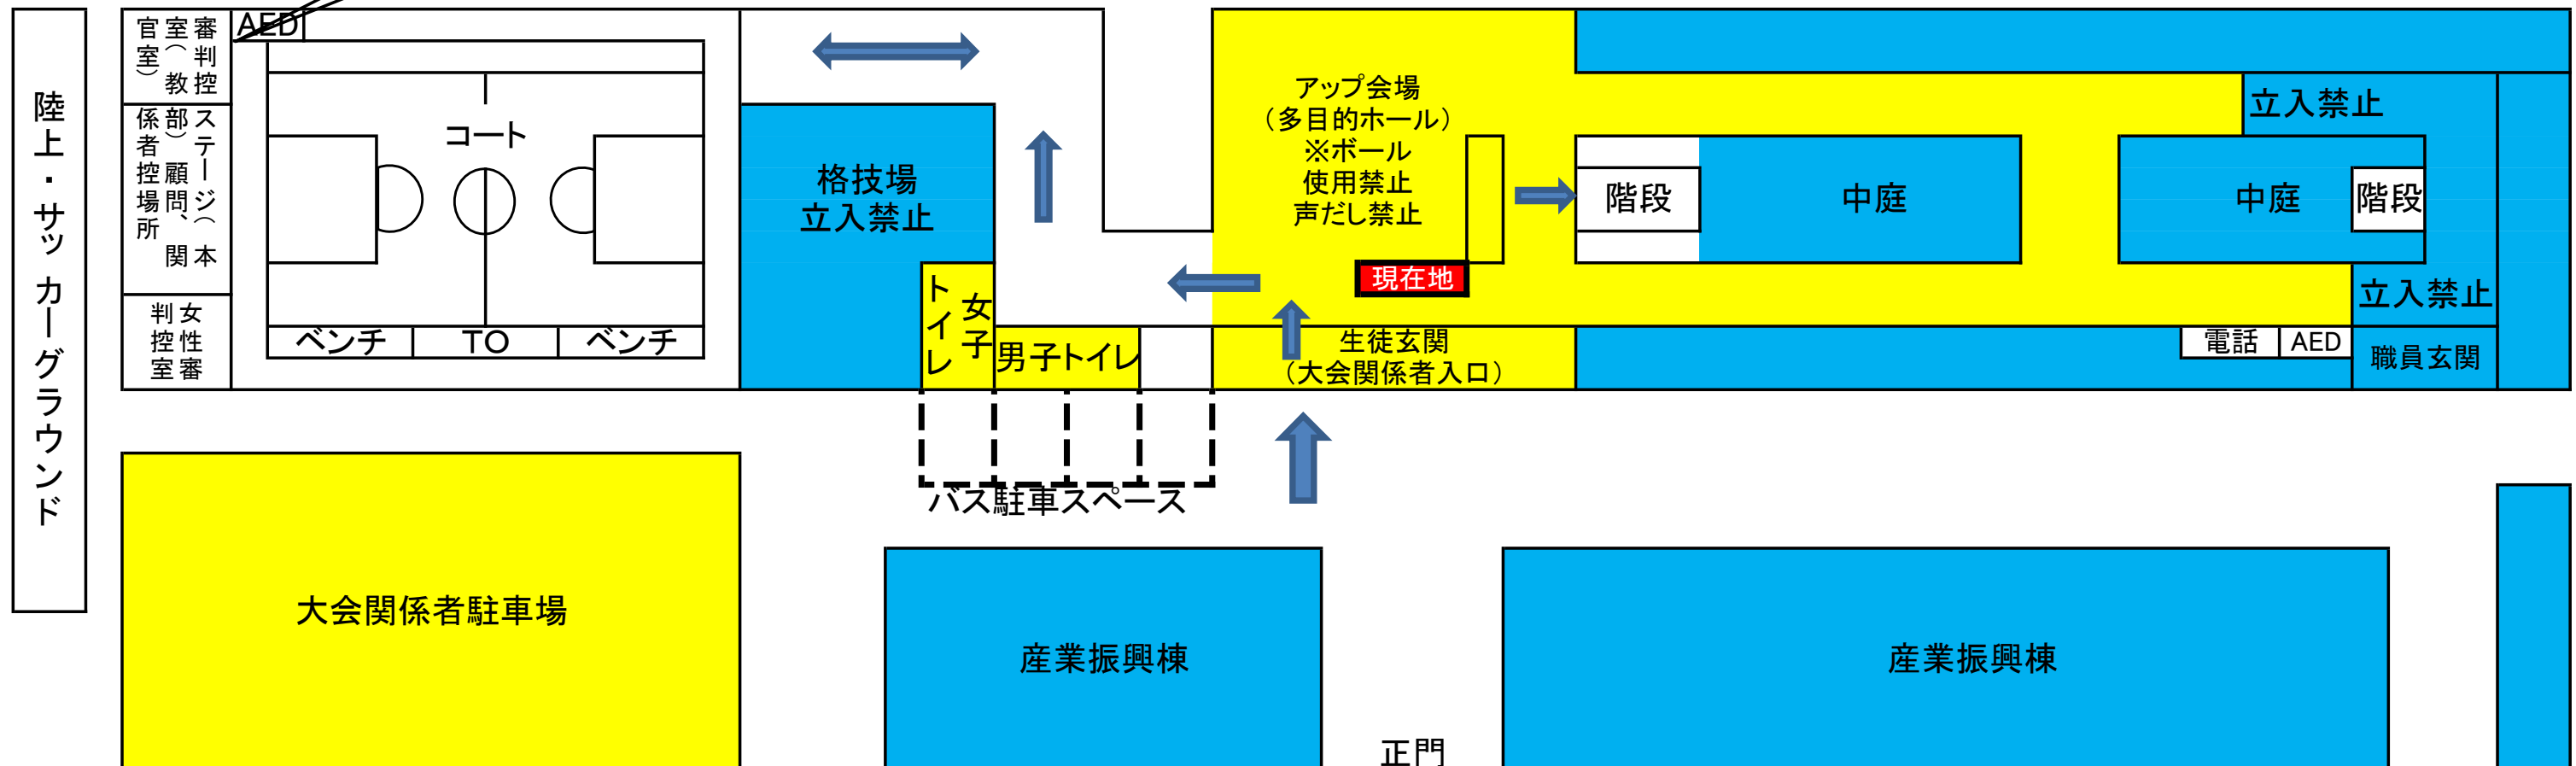 陸上・サッカーグラウンド
審判控
室（教
官室）
AED
ステージ（本
部）顧問、関
係者控場所
女性審
判控室
コート
ベンチ
TO
ベンチ
格技場
立入禁止
女子
トイレ
男子トイレ
アップ会場
（多目的ホール）
※ボール
使用禁止
声だし禁止
現在地
生徒玄関
（大会関係者入口）
階段
中庭
中庭
階段
立入禁止
立入禁止
電話
AED
職員玄関
バス駐車スペース
大会関係者駐車場
産業振興棟
産業振興棟
正門